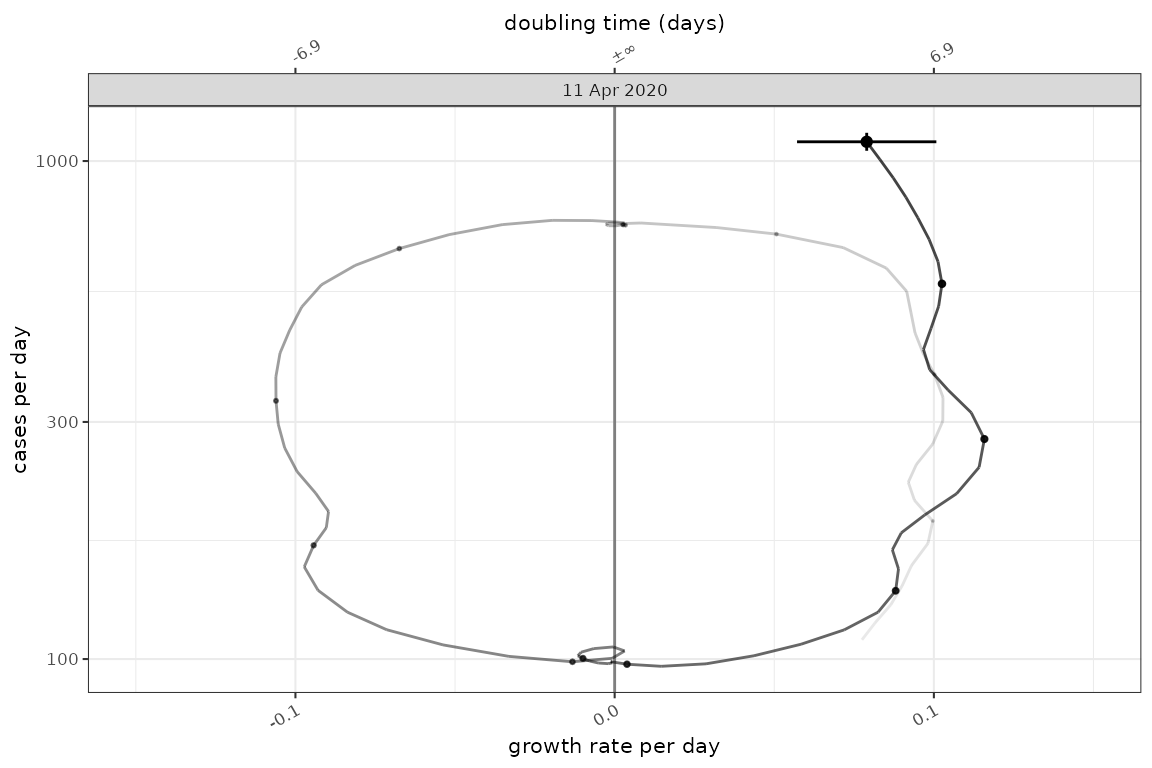 doubling time (days)
-6.9
±∞
6.9
11 Apr 2020
1000
300
100
cases per day
-0.1
0.0
0.1
growth rate per day